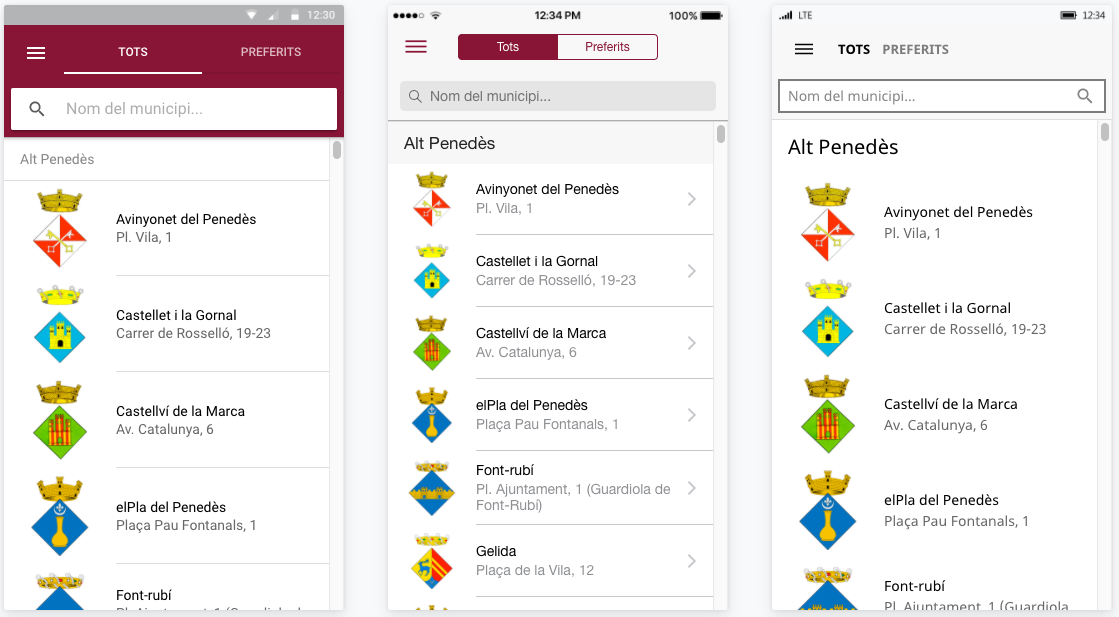 12:30
TOTS PREFERITS
Nom del municipi...
Alt Penedès
Avinyonet del Penedès
Pl. Vila, 1
Castellet i la Gornal
Carrer de Rosselló, 19-23
Castellví de la Marca
Av. Catalunya, 6
elPla del Penedès
Plaça Pau Fontanals, 1
Font-rubí
Pl. Ajuntament, 1 (Guardiola de
12:34 PM 100%
Tots Preferits
Nom del municipi...
Alt Penedès
Avinyonet del Penedès
Pl. Vila, 1
Castellet i la Gornal
Carrer de Rosselló, 19-23
Castellví de la Marca
Av. Catalunya, 6
elPla del Penedès
Plaça Pau Fontanals, 1
Font-rubí
Pl. Ajuntament, 1 (Guardiola de
Font-Rubí)
Gelida
Plaça de la Vila, 12
LTE 12:34
TOTS PREFERITS
Nom del municipi...
Alt Penedès
Avinyonet del Penedès
Pl. Vila, 1
Castellet i la Gornal
Carrer de Rosselló, 19-23
Castellví de la Marca
Av. Catalunya, 6
elPla del Penedès
Plaça Pau Fontanals, 1
Font-rubí
Pl. Ajuntament, 1 (Guardiola